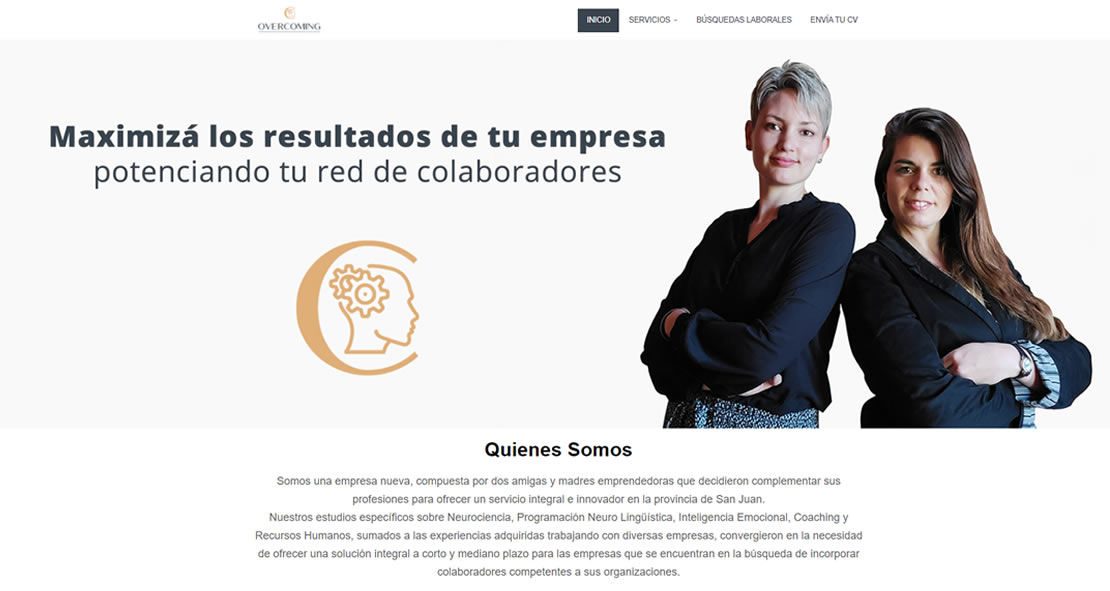 OVERCOMING
INICIO
SERVICIOS
BÚSQUEDAS LABORALES
ENVÍA TU CV
Maximizá los resultados de tu empresa
potenciando tu red de colaboradores
Quienes Somos
Somos una empresa nueva, compuesta por dos amigas y madres emprendedoras que decidieron complementar sus
profesiones para ofrecer un servicio integral e innovador en la provincia de San Juan.
Nuestros estudios específicos sobre Neurociencia, Programación Neuro Lingüística, Inteligencia Emocional, Coaching y
Recursos Humanos, sumados a las experiencias adquiridas trabajando con diversas empresas, convergieron en la necesidad
de ofrecer una solución integral a corto y mediano plazo para las empresas que se encuentran en la búsqueda de incorporar
colaboradores competentes a sus organizaciones.